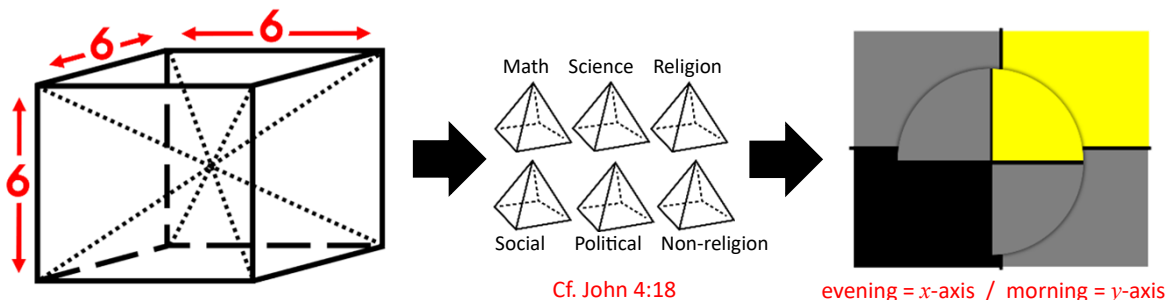 6
6
6
Math Science Religion
Social Political Non-religion
Cf. John 4:18
evening = x-axis / morning = y-axis